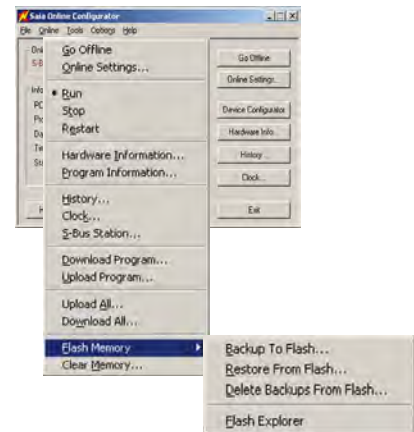 Saia Online Configurator
File Online Tools Options Help
Go Offline
Online Settings...
Run
Stop
Restart
Hardware Information...
Program Information...
History...
Clock...
S-Bus Station...
Download Program...
Upload Program...
Upload All...
Download All...
Flash Memory
Clear Memory...
Backup To Flash...
Restore From Flash...
Delete Backups From Flash...
Flash Explorer
Go Offline
Online Settings...
Device Configurator
Hardware Info...
History ...
Clock...
Exit